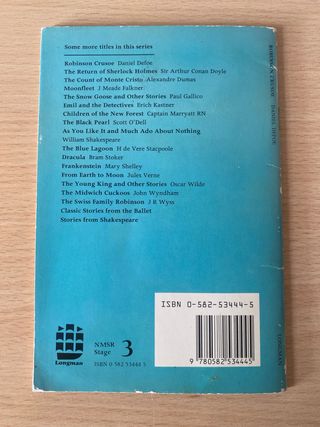 Some more titles in this series
Robinson Crusoe Daniel Defoe
The Return of Sherlock Holmes Sir Arthur Conan Doyle
The Count of Monte Cristo Alexandre Dumas
Moonfleet J Meade Falkner
The Snow Goose and Other Stories Paul Gallico
Emil and the Detectives Erich Kastner
Children of the New Forest Captain Marryatt RN
The Black Pearl Scott O'Dell
As You Like It and Much Ado About Nothing
William Shakespeare
The Blue Lagoon H de Vere Stacpoole
Dracula Bram Stoker
Frankenstein Mary Shelley
From Earth to Moon Jules Verne
The Young King and Other Stories Oscar Wilde
The Midwich Cuckoos John Wyndham
The Swiss Family Robinson J R Wyss
Classic Stories from the Ballet
Stories from Shakespeare
ISBN 0-582-53444-5
9 780582 534445
Longman
NMSR
Stage 3
ISBN 0 582 53444 5
ROBINSON CRUSOE DANIEL DEFOE
LONGMAN